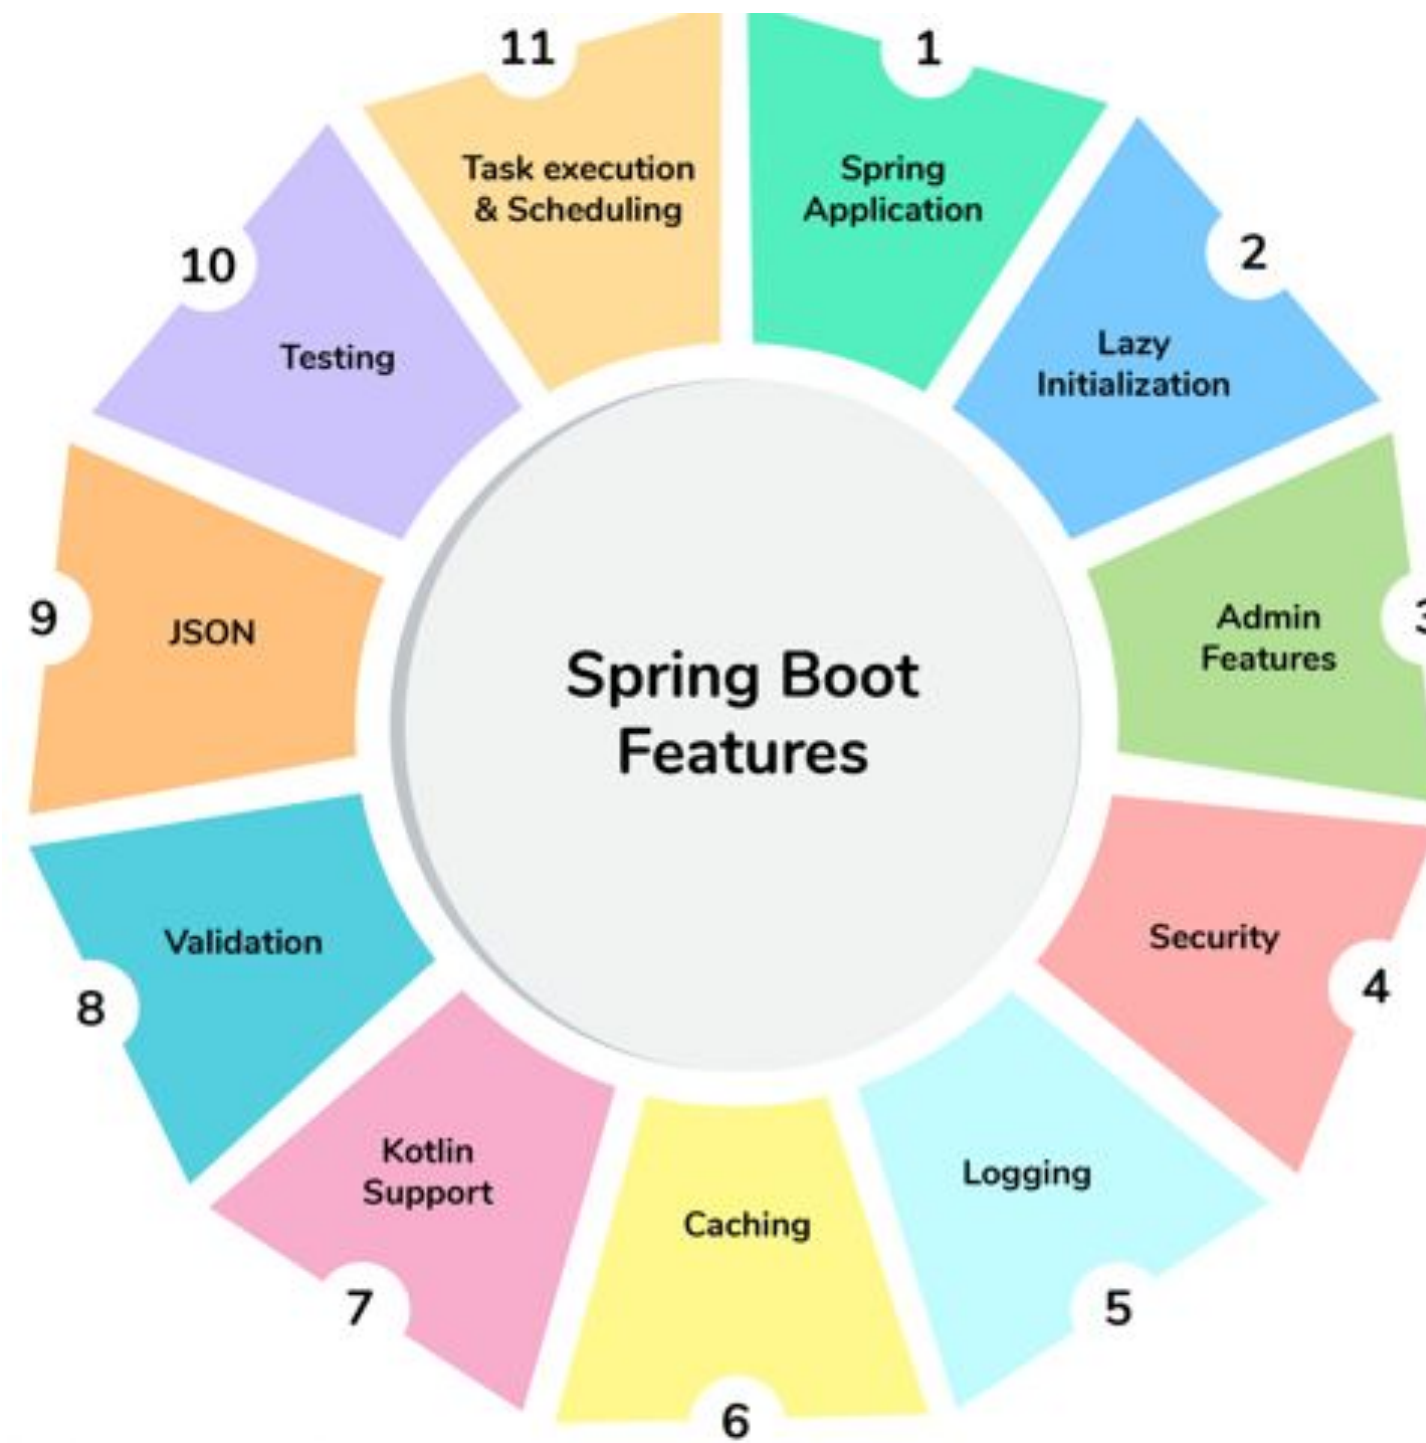 11
1
Task execution
& Scheduling
Spring
Application
2
Lazy
Initialization
10
Testing
3
Admin
Features
9
JSON
Spring Boot
Features
Security
4
Validation
8
Logging
5
Kotlin
Support
7
Caching
6